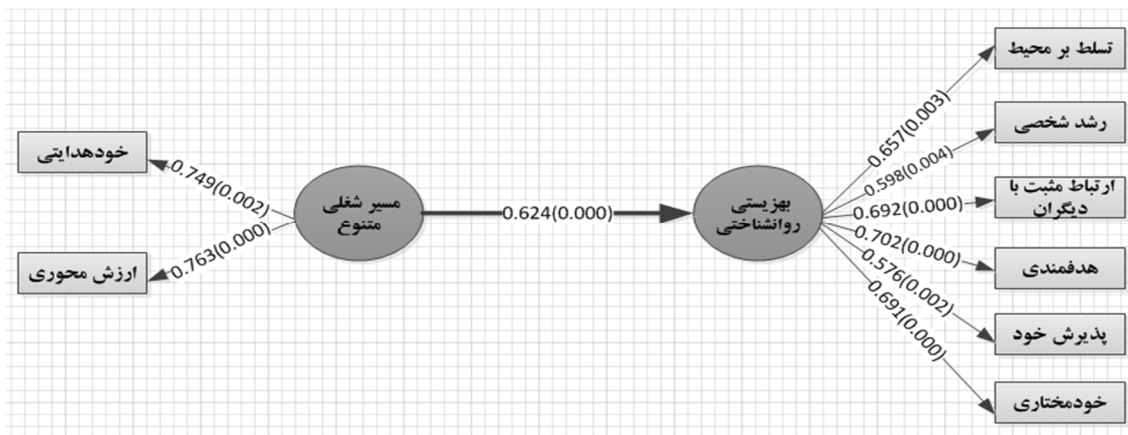 تسلط بر محیط
رشد شخصی
ارتباط مثبت با
دیگران
هدفمندی
پذیرش خود
خودمختاری
0.657(0.003)
0.598(0.004)
0.692(0.000)
0.702(0.000)
0.576(0.002)
0.691(0.000)
بهزیستی
روانشناختی
0.624(0.000)
مسیر شغلی
متنوع
0.749(0.002)
0.763(0.000)
خودهدایتی
ارزش محوری